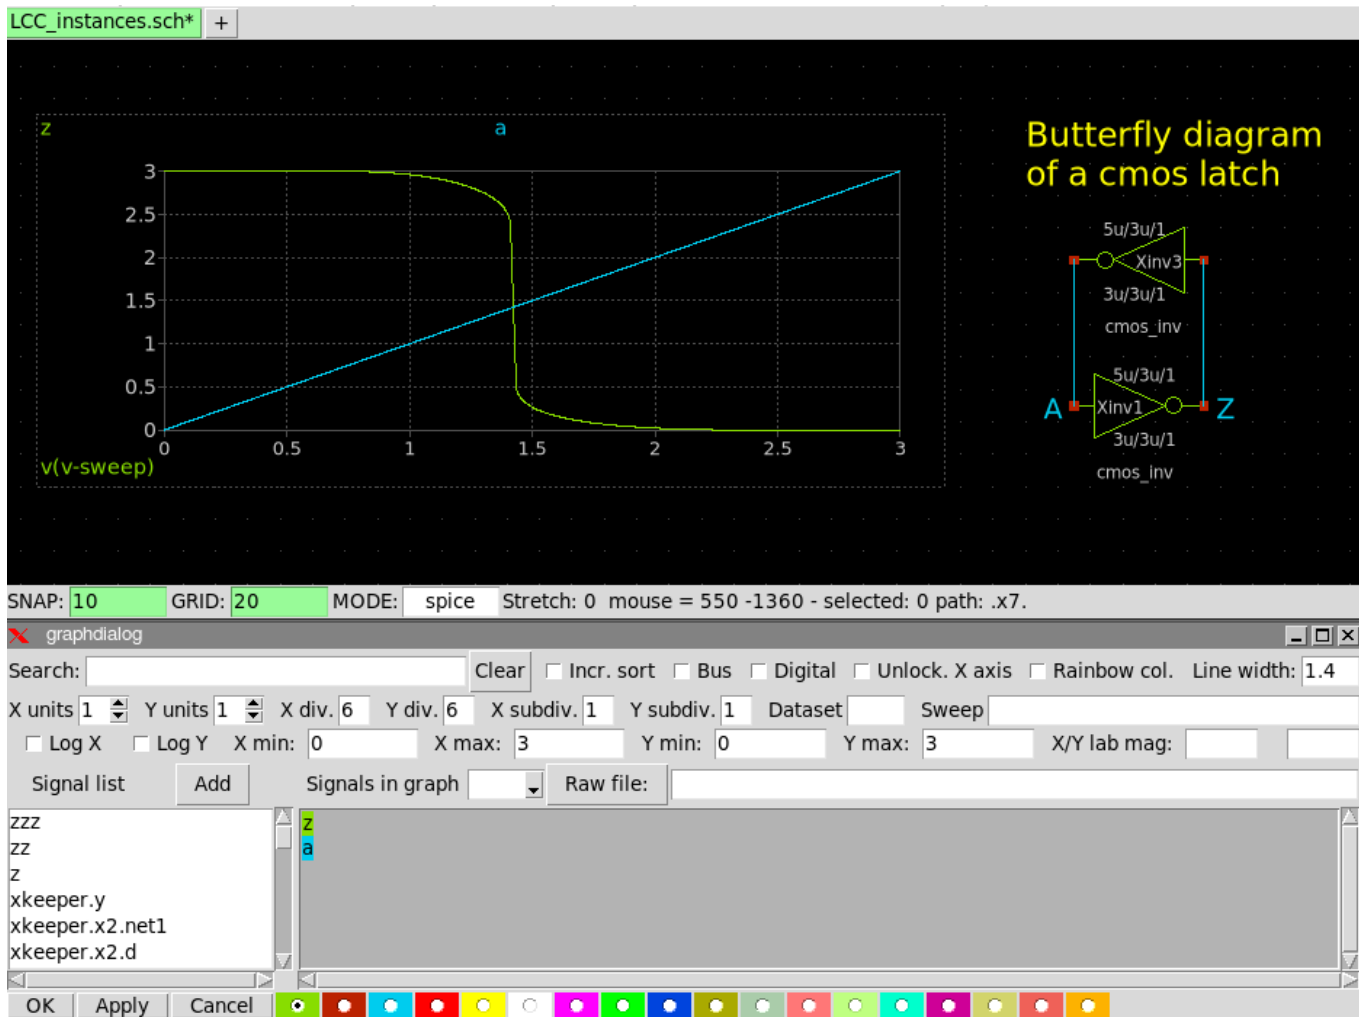 LCC_instances.sch* +
z a
3
2.5
2
1.5
1
0.5
0
0 0.5 1 1.5 2 2.5 3
v(v-sweep)
Butterfly diagram
of a cmos latch
5u/3u/1
Xinv3
3u/3u/1
cmos_inv
5u/3u/1
A Xinv1 Z
3u/3u/1
cmos_inv
SNAP: 10 GRID: 20 MODE: spice Stretch: 0 mouse = 550 -1360 - selected: 0 path: .x7.
graphdialog
Search: Clear Incr. sort Bus Digital Unlock. X axis Rainbow col. Line width: 1.4
X units 1 Y units 1 X div. 6 Y div. 6 X subdiv. 1 Y subdiv. 1 Dataset Sweep
Log X Log Y X min: 0 X max: 3 Y min: 0 Y max: 3 X/Y lab mag:
Signal list Add Signals in graph Raw file:
zzz
zz
z
xkeeper.y
xkeeper.x2.net1
xkeeper.x2.d
z
a
OK Apply Cancel